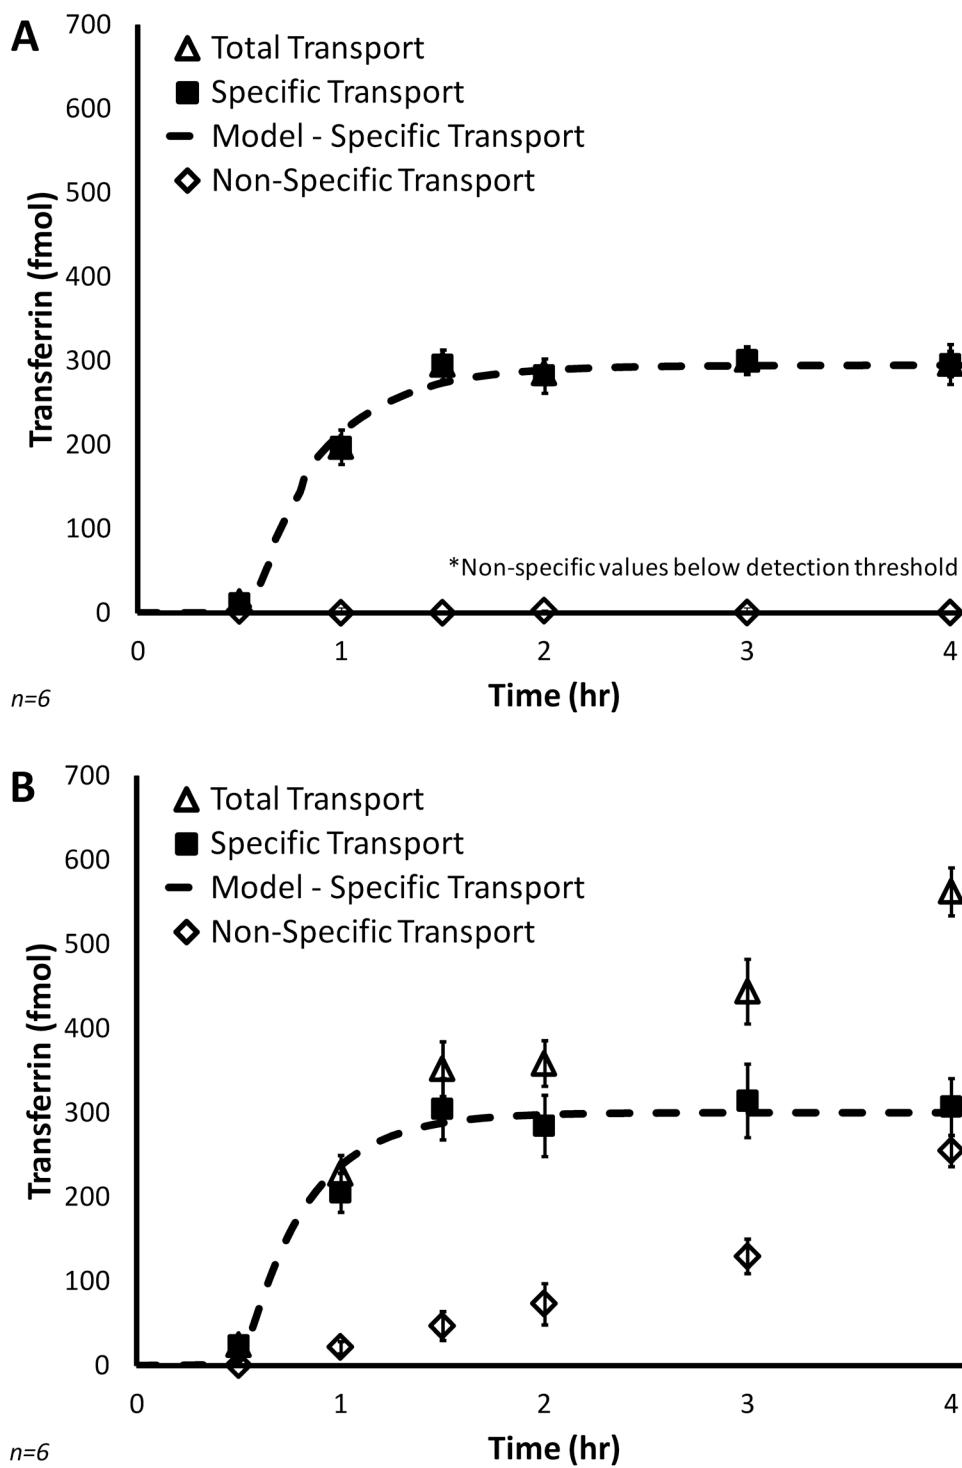 A
700
600
500
400
300
200
100
0
Transferrin (fmol)
Total Transport
Specific Transport
Model - Specific Transport
Non-Specific Transport
*Non-specific values below detection threshold
0 1 2 3 4
Time (hr)
n=6
B
700
600
500
400
300
200
100
0
Transferrin (fmol)
Total Transport
Specific Transport
Model - Specific Transport
Non-Specific Transport
0 1 2 3 4
Time (hr)
n=6